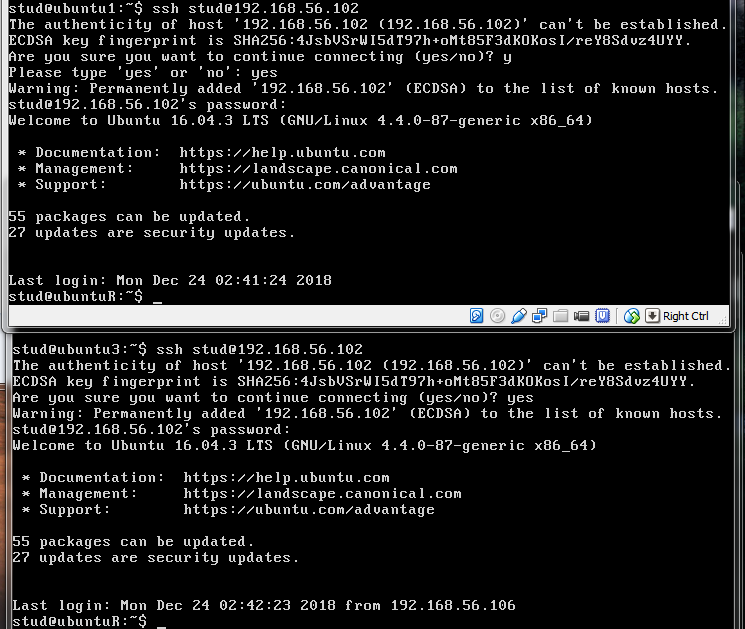 stud@ubuntu1:~$ ssh stud@192.168.56.102
The authenticity of host '192.168.56.102 (192.168.56.102)' can't be established.
ECDSA key fingerprint is SHA256:4JsbVSrWI5dT97h+oMt85F3dKOKosI/reY8Sdvz4UYY.
Are you sure you want to continue connecting (yes/no)? y
Please type 'yes' or 'no': yes
Warning: Permanently added '192.168.56.102' (ECDSA) to the list of known hosts.
stud@192.168.56.102's password:
Welcome to Ubuntu 16.04.3 LTS (GNU/Linux 4.4.0-87-generic x86_64)
* Documentation:  https://help.ubuntu.com
* Management:     https://landscape.canonical.com
* Support:        https://ubuntu.com/advantage
55 packages can be updated.
27 updates are security updates.
Last login: Mon Dec 24 02:41:24 2018
stud@ubuntuR:~$ _
Right Ctrl
stud@ubuntu3:~$ ssh stud@192.168.56.102
The authenticity of host '192.168.56.102 (192.168.56.102)' can't be established.
ECDSA key fingerprint is SHA256:4JsbVSrWI5dT97h+oMt85F3dKOKosI/reY8Sdvz4UYY.
Are you sure you want to continue connecting (yes/no)? yes
Warning: Permanently added '192.168.56.102' (ECDSA) to the list of known hosts.
stud@192.168.56.102's password:
Welcome to Ubuntu 16.04.3 LTS (GNU/Linux 4.4.0-87-generic x86_64)
* Documentation:  https://help.ubuntu.com
* Management:     https://landscape.canonical.com
* Support:        https://ubuntu.com/advantage
55 packages can be updated.
27 updates are security updates.
Last login: Mon Dec 24 02:42:23 2018 from 192.168.56.106
stud@ubuntuR:~$ _